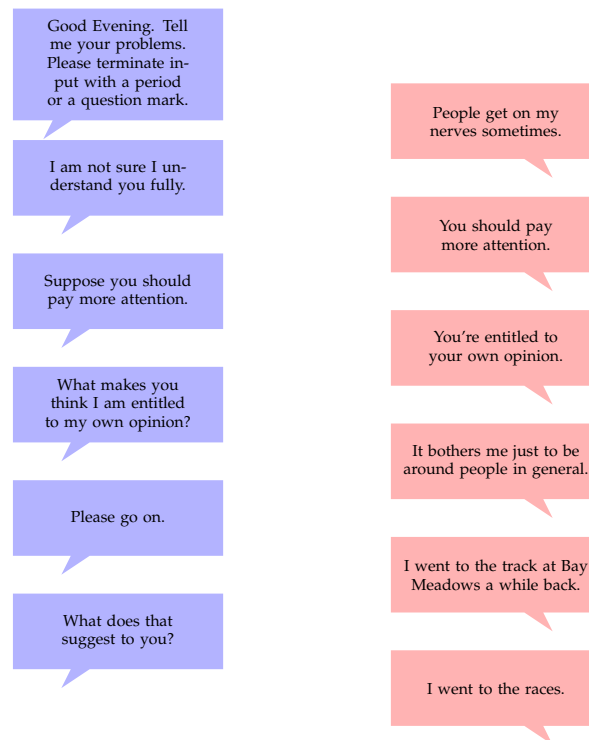 Good Evening. Tell
me your problems.
Please terminate in-
put with a period
or a question mark.
People get on my
nerves sometimes.
I am not sure I un-
derstand you fully.
You should pay
more attention.
Suppose you should
pay more attention.
You're entitled to
your own opinion.
What makes you
think I am entitled
to my own opinion?
It bothers me just to be
around people in general.
Please go on.
I went to the track at Bay
Meadows a while back.
What does that
suggest to you?
I went to the races.